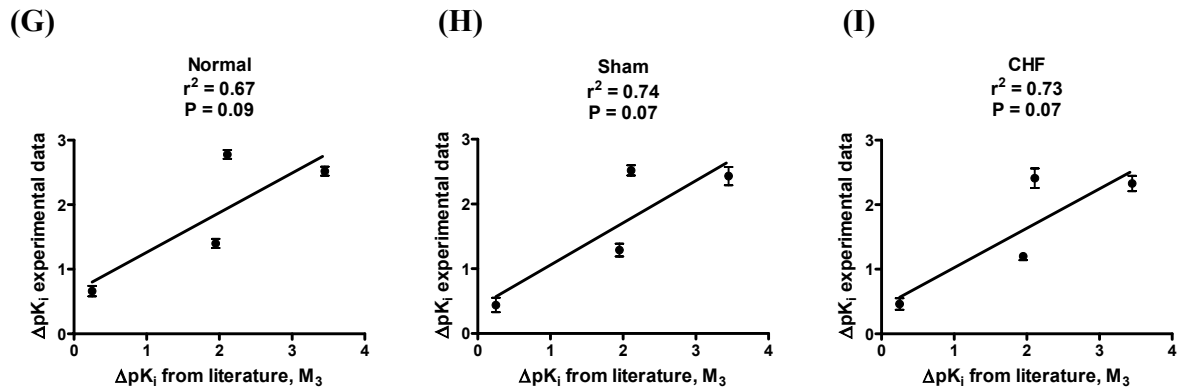 (G)
Normal
r² = 0.67
P = 0.09
ΔpKᵢ experimental data
3
2
1
0
0 1 2 3 4
ΔpKᵢ from literature, M₃
(H)
Sham
r² = 0.74
P = 0.07
ΔpKᵢ experimental data
3
2
1
0
0 1 2 3 4
ΔpKᵢ from literature, M₃
(I)
CHF
r² = 0.73
P = 0.07
ΔpKᵢ experimental data
3
2
1
0
0 1 2 3 4
ΔpKᵢ from literature, M₃